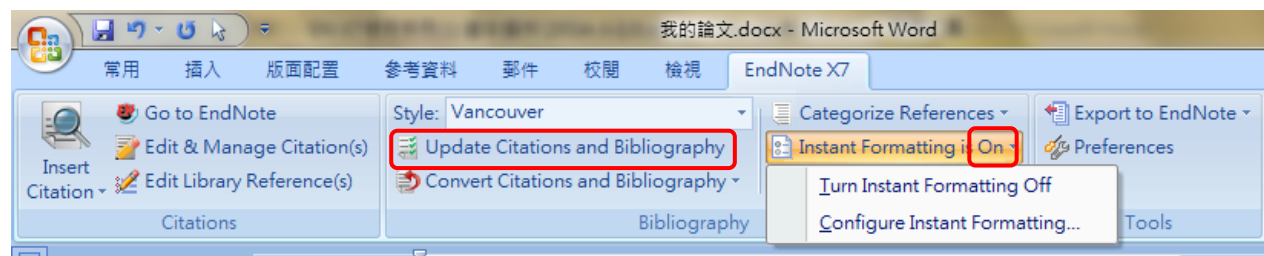 我的論文.docx - Microsoft Word
常用 插入 版面配置 參考資料 郵件 校閱 檢視 EndNote X7
Insert Citation
Go to EndNote
Edit & Manage Citation(s)
Edit Library Reference(s)
Citations
Style: Vancouver
Update Citations and Bibliography
Convert Citations and Bibliography
Bibliography
Categorize References
Instant Formatting is On
Turn Instant Formatting Off
Configure Instant Formatting...
Export to EndNote
Preferences
Tools